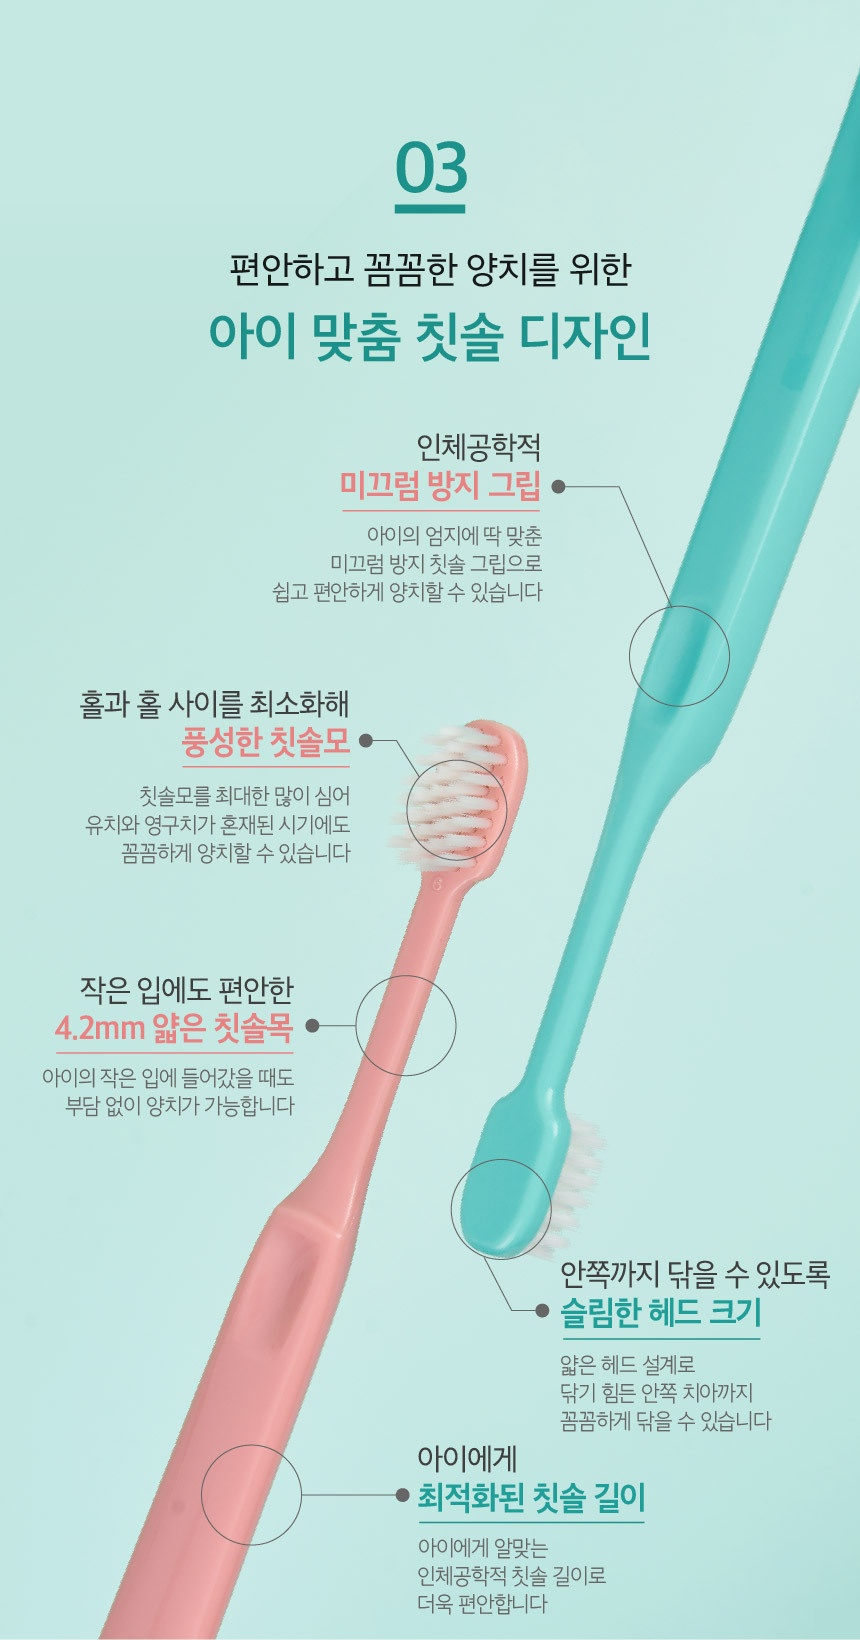 03
편안하고 꼼꼼한 양치를 위한
아이 맞춤 칫솔 디자인
인체공학적
미끄럼 방지 그립
아이의 엄지에 딱 맞춘
미끄럼 방지 칫솔 그립으로
쉽고 편안하게 양치할 수 있습니다
홀과 홀 사이를 최소화해
풍성한 칫솔모
칫솔모를 최대한 많이 심어
유치와 영구치가 혼재된 시기에도
꼼꼼하게 양치할 수 있습니다
작은 입에도 편안한
4.2mm 얇은 칫솔목
아이의 작은 입에 들어갔을 때도
부담 없이 양치가 가능합니다
안쪽까지 닦을 수 있도록
슬림한 헤드 크기
얇은 헤드 설계로
닦기 힘든 안쪽 치아까지
꼼꼼하게 닦을 수 있습니다
아이에게
최적화된 칫솔 길이
아이에게 알맞는
인체공학적 칫솔 길이로
더욱 편안합니다